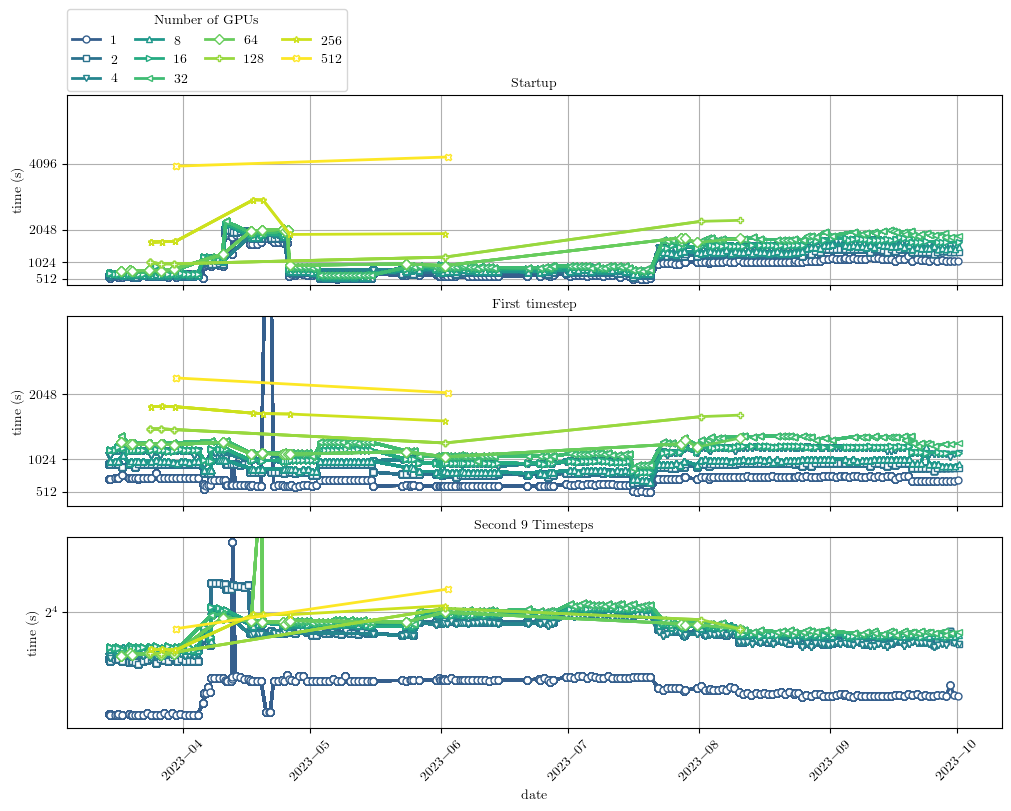 Number of GPUs
1 8 64 256
2 16 128 512
4 32
Startup
4096
2048
1024
512
time (s)
First timestep
2048
1024
512
time (s)
Second 9 Timesteps
2⁴
time (s)
2023−04 2023−05 2023−06 2023−07 2023−08 2023−09 2023−10
date